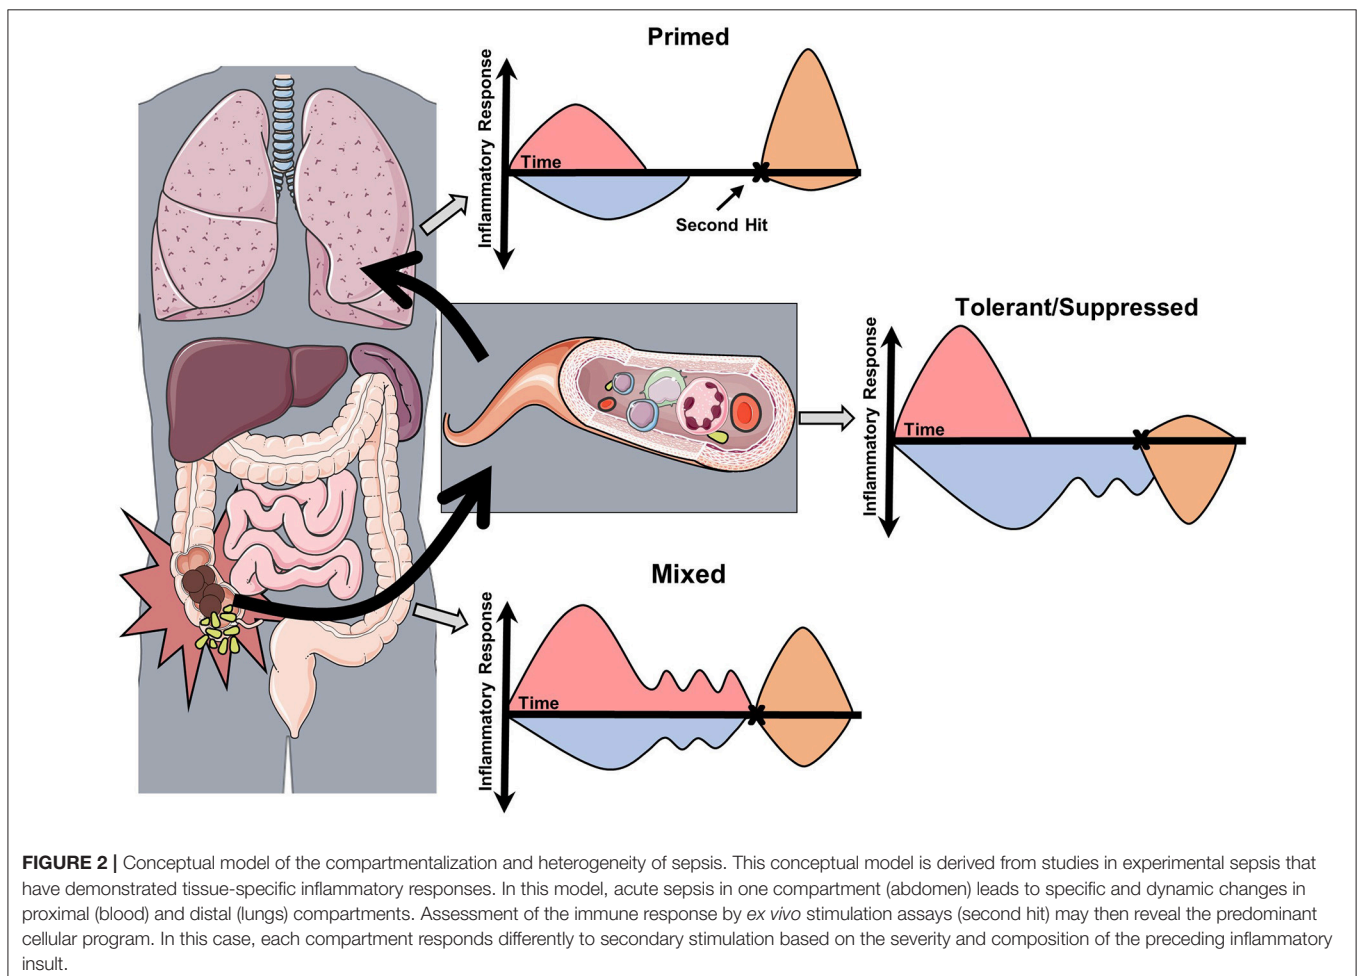 Primed
Inflammatory Response
Time
Second Hit
Tolerant/Suppressed
Inflammatory Response
Time
Mixed
Inflammatory Response
Time
FIGURE 2 | Conceptual model of the compartmentalization and heterogeneity of sepsis. This conceptual model is derived from studies in experimental sepsis that
have demonstrated tissue-specific inflammatory responses. In this model, acute sepsis in one compartment (abdomen) leads to specific and dynamic changes in
proximal (blood) and distal (lungs) compartments. Assessment of the immune response by ex vivo stimulation assays (second hit) may then reveal the predominant
cellular program. In this case, each compartment responds differently to secondary stimulation based on the severity and composition of the preceding inflammatory
insult.